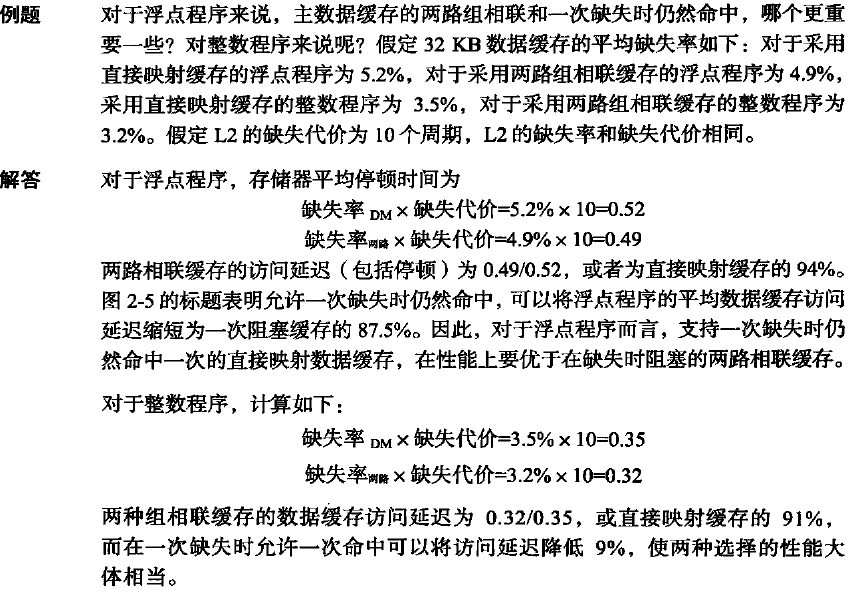 例题 对于浮点程序来说，主数据缓存的两路组相联和一次缺失时仍然命中，哪个更重
要一些？对整数程序来说呢？假定 32 KB 数据缓存的平均缺失率如下：对于采用
直接映射缓存的浮点程序为 5.2%，对于采用两路组相联缓存的浮点程序为 4.9%，
采用直接映射缓存的整数程序为 3.5%，对于采用两路组相联缓存的整数程序为
3.2%。假定 L2 的缺失代价为 10 个周期，L2 的缺失率和缺失代价相同。
解答 对于浮点程序，存储器平均停顿时间为
缺失率 DM × 缺失代价=5.2% × 10=0.52
缺失率两路 × 缺失代价=4.9% × 10=0.49
两路相联缓存的访问延迟（包括停顿）为 0.49/0.52，或者为直接映射缓存的 94%。
图 2-5 的标题表明允许一次缺失时仍然命中，可以将浮点程序的平均数据缓存访问
延迟缩短为一次阻塞缓存的 87.5%。因此，对于浮点程序而言，支持一次缺失时仍
然命中一次的直接映射数据缓存，在性能上要优于在缺失时阻塞的两路相联缓存。
对于整数程序，计算如下：
缺失率 DM × 缺失代价=3.5% × 10=0.35
缺失率两路 × 缺失代价=3.2% × 10=0.32
两种组相联缓存的数据缓存访问延迟为 0.32/0.35，或直接映射缓存的 91%，
而在一次缺失时允许一次命中可以将访问延迟降低 9%，使两种选择的性能大
体相当。